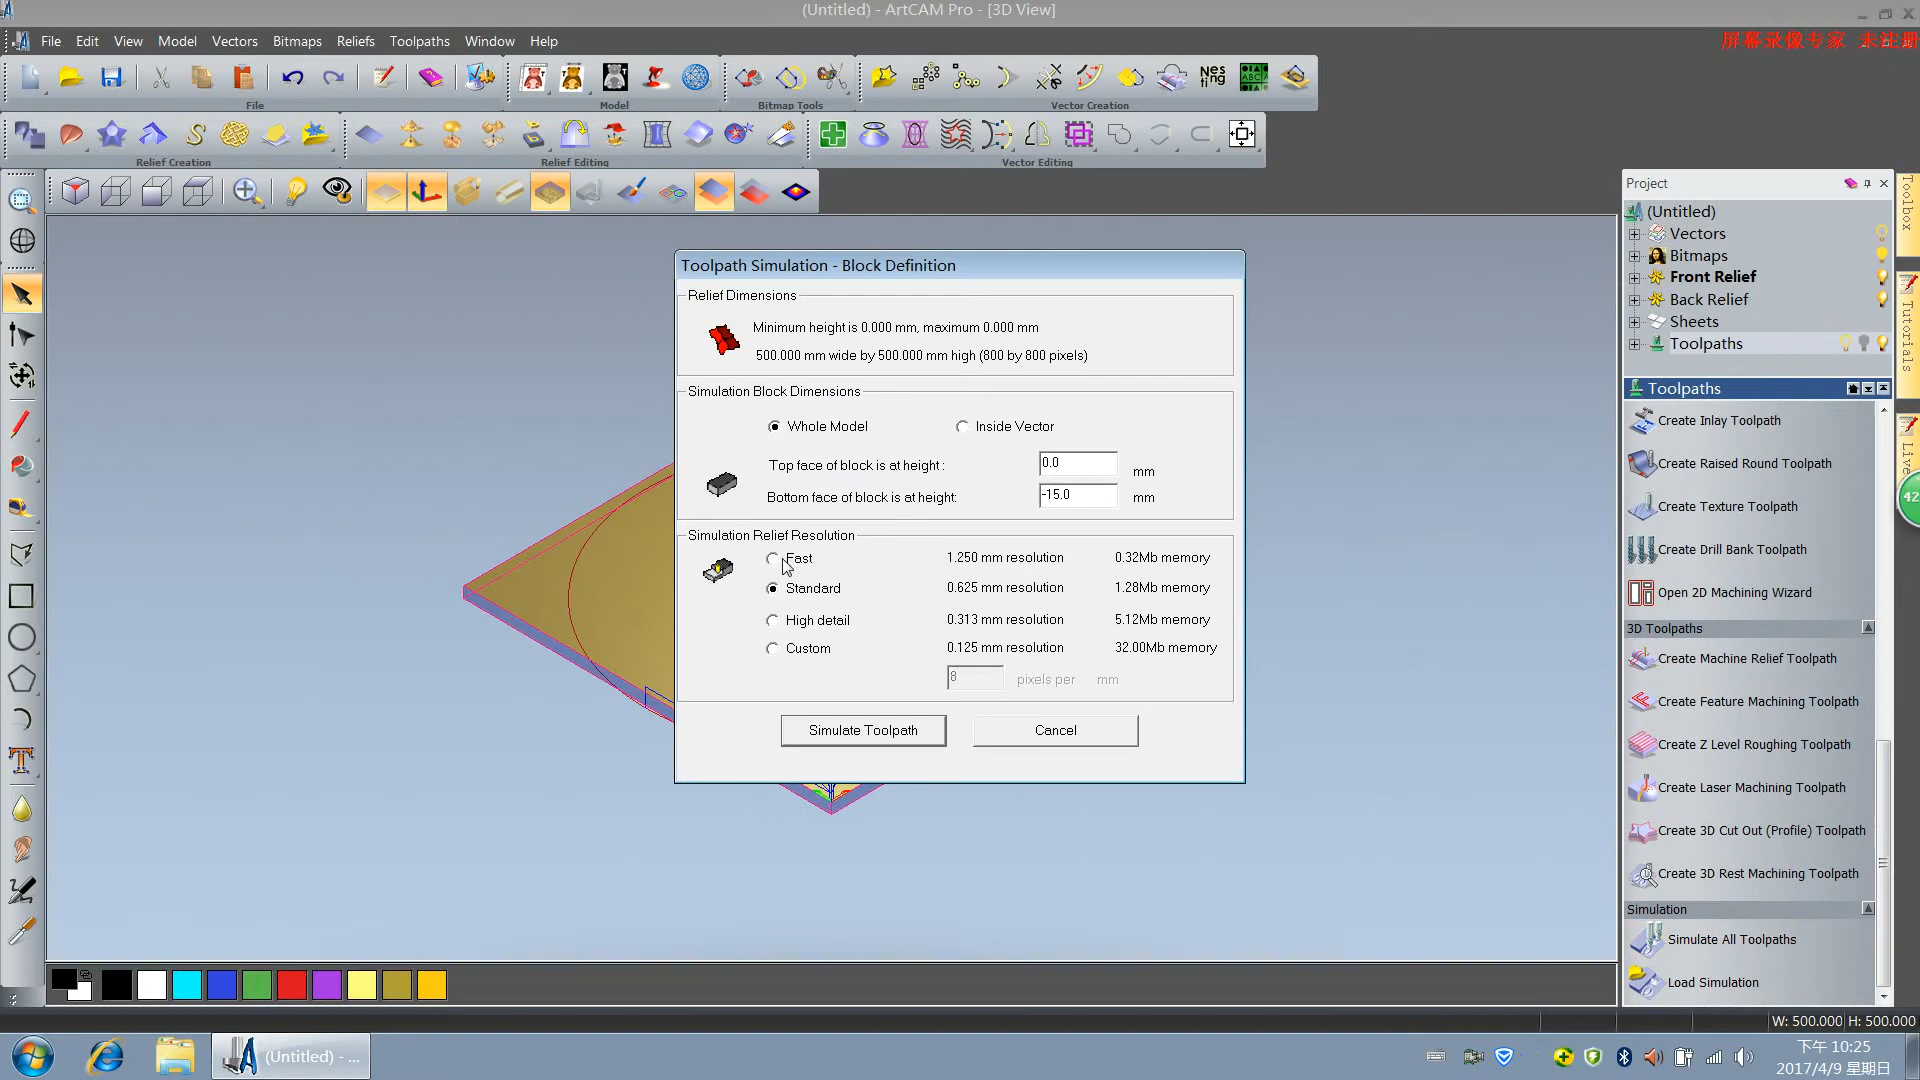 (Untitled) - ArtCAM Pro - [3D View]
File Edit View Model Vectors Bitmaps Reliefs Toolpaths Window Help
屏幕录像专家 未注册
Nes
ting
ABC
File Model Bitmap Tools Vector Creation
Relief Creation Relief Editing Vector Editing
Project
(Untitled)
Vectors
Bitmaps
Front Relief
Back Relief
Sheets
Toolpaths
Toolbox
Tutorials
Live
42
Toolpath Simulation - Block Definition
Relief Dimensions
Minimum height is 0.000 mm, maximum 0.000 mm
500.000 mm wide by 500.000 mm high (800 by 800 pixels)
Simulation Block Dimensions
Whole Model Inside Vector
Top face of block is at height : 0.0 mm
Bottom face of block is at height: -15.0 mm
Simulation Relief Resolution
Fast 1.250 mm resolution 0.32Mb memory
Standard 0.625 mm resolution 1.28Mb memory
High detail 0.313 mm resolution 5.12Mb memory
Custom 0.125 mm resolution 32.00Mb memory
8 pixels per mm
Simulate Toolpath Cancel
Toolpaths
Create Inlay Toolpath
Create Raised Round Toolpath
Create Texture Toolpath
Create Drill Bank Toolpath
Open 2D Machining Wizard
3D Toolpaths
Create Machine Relief Toolpath
Create Feature Machining Toolpath
Create Z Level Roughing Toolpath
Create Laser Machining Toolpath
Create 3D Cut Out (Profile) Toolpath
Create 3D Rest Machining Toolpath
Simulation
Simulate All Toolpaths
Load Simulation
W: 500.000 H: 500.000
(Untitled) - ...
下午 10:25
2017/4/9 星期日